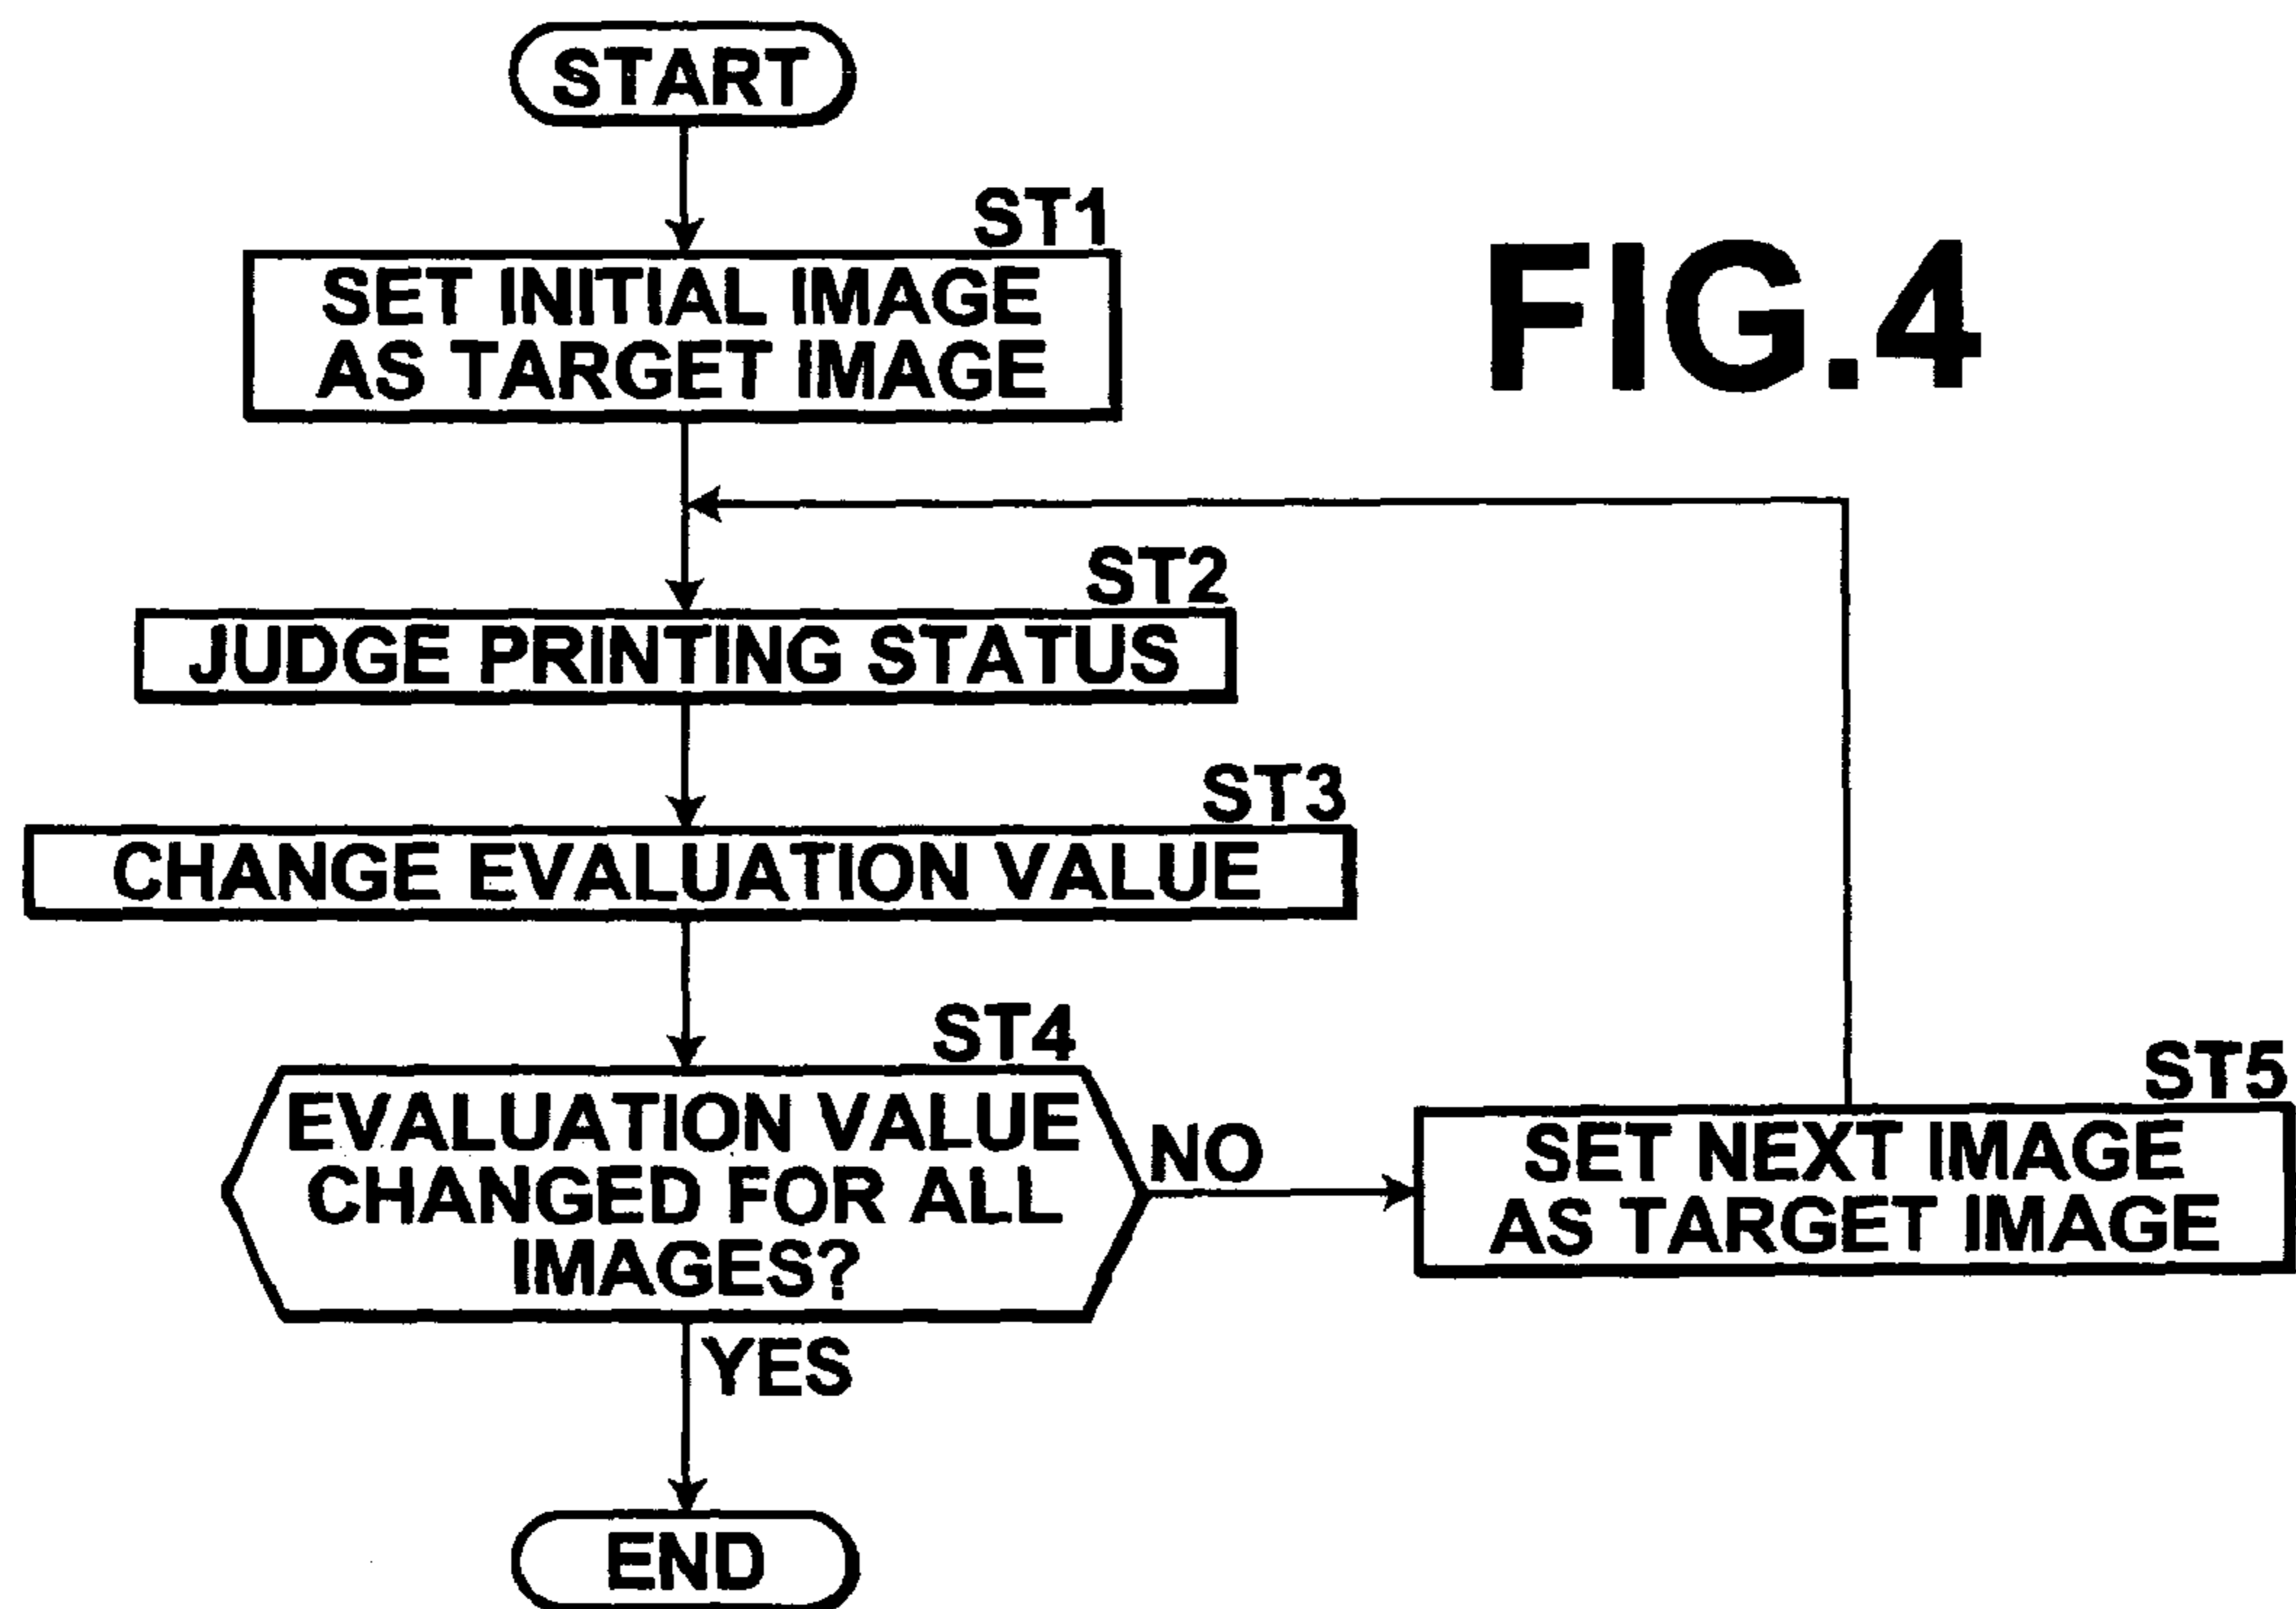 START
ST1
SET INITIAL IMAGE
AS TARGET IMAGE
FIG.4
ST2
JUDGE PRINTING STATUS
ST3
CHANGE EVALUATION VALUE
ST4
EVALUATION VALUE
CHANGED FOR ALL
IMAGES?
NO
ST5
SET NEXT IMAGE
AS TARGET IMAGE
YES
END